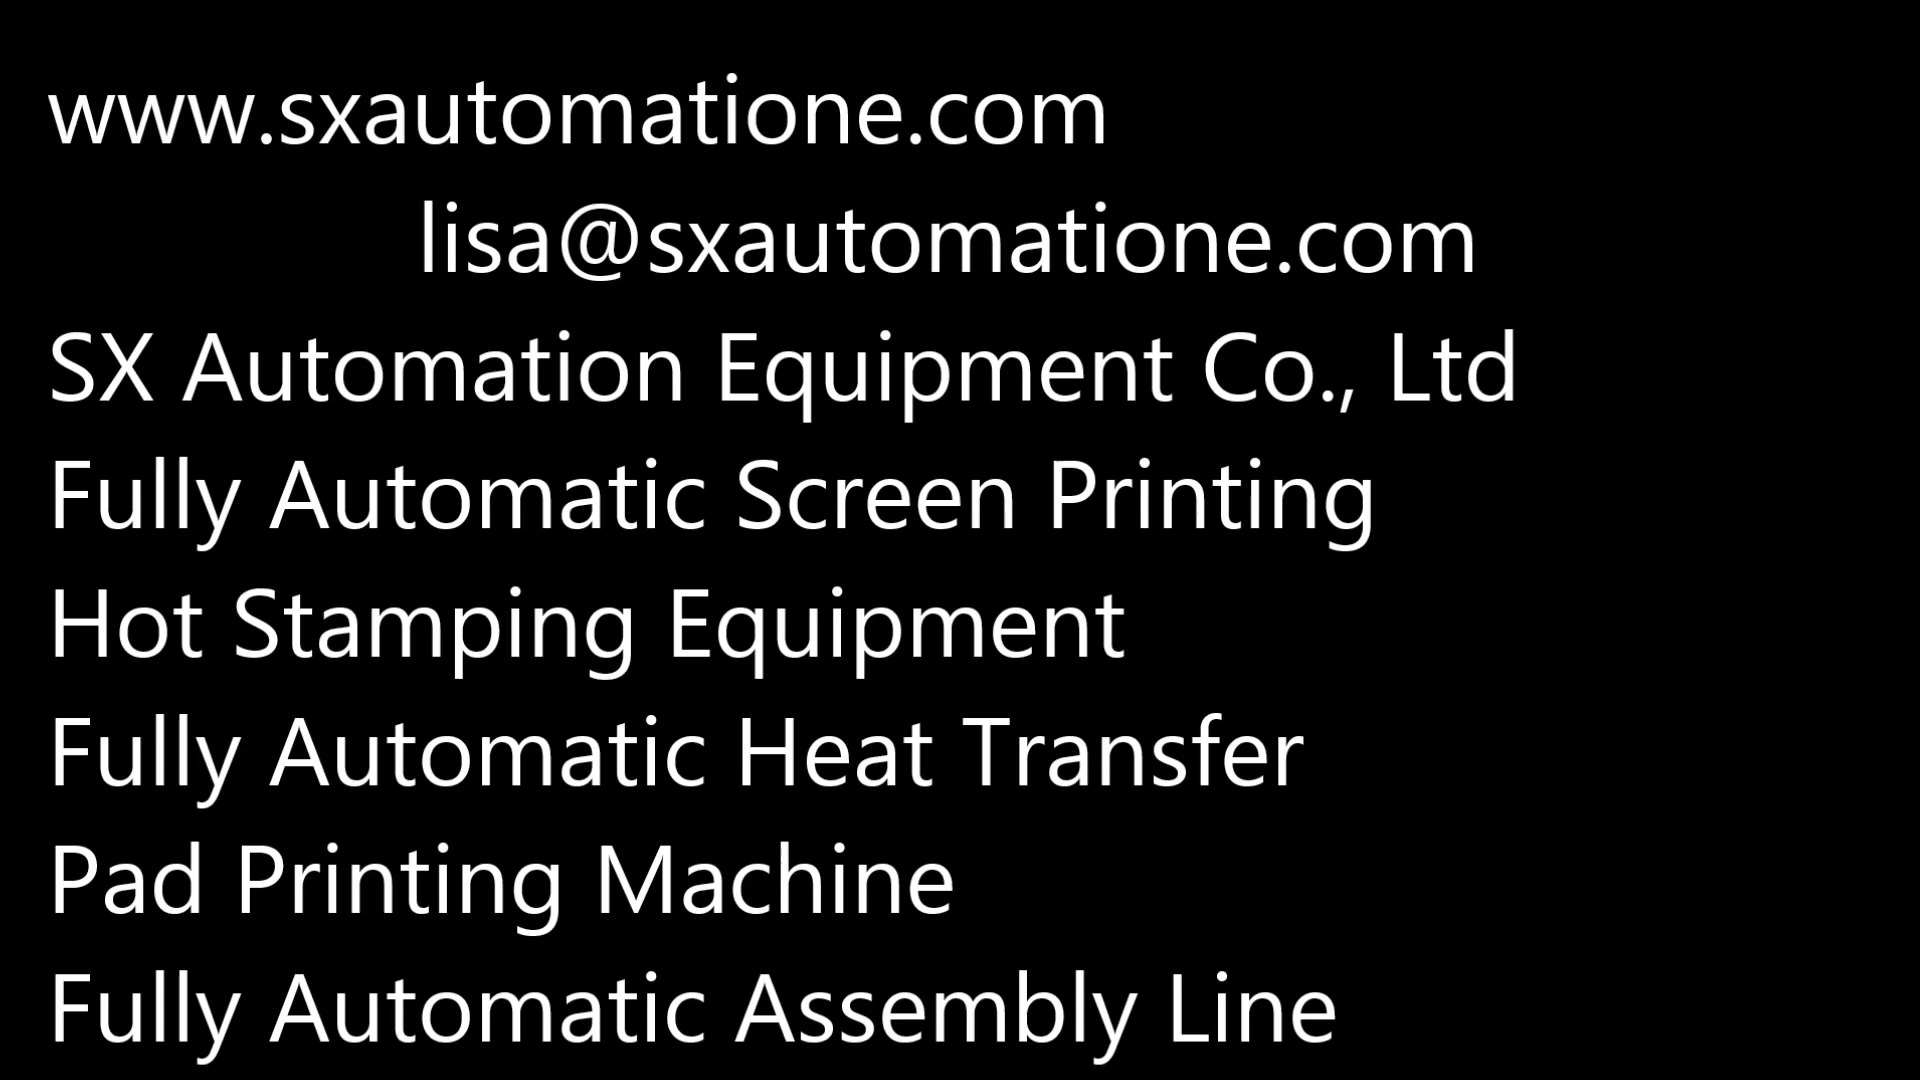 www.sxautomatione.com
lisa@sxautomatione.com
SX Automation Equipment Co., Ltd
Fully Automatic Screen Printing
Hot Stamping Equipment
Fully Automatic Heat Transfer
Pad Printing Machine
Fully Automatic Assembly Line